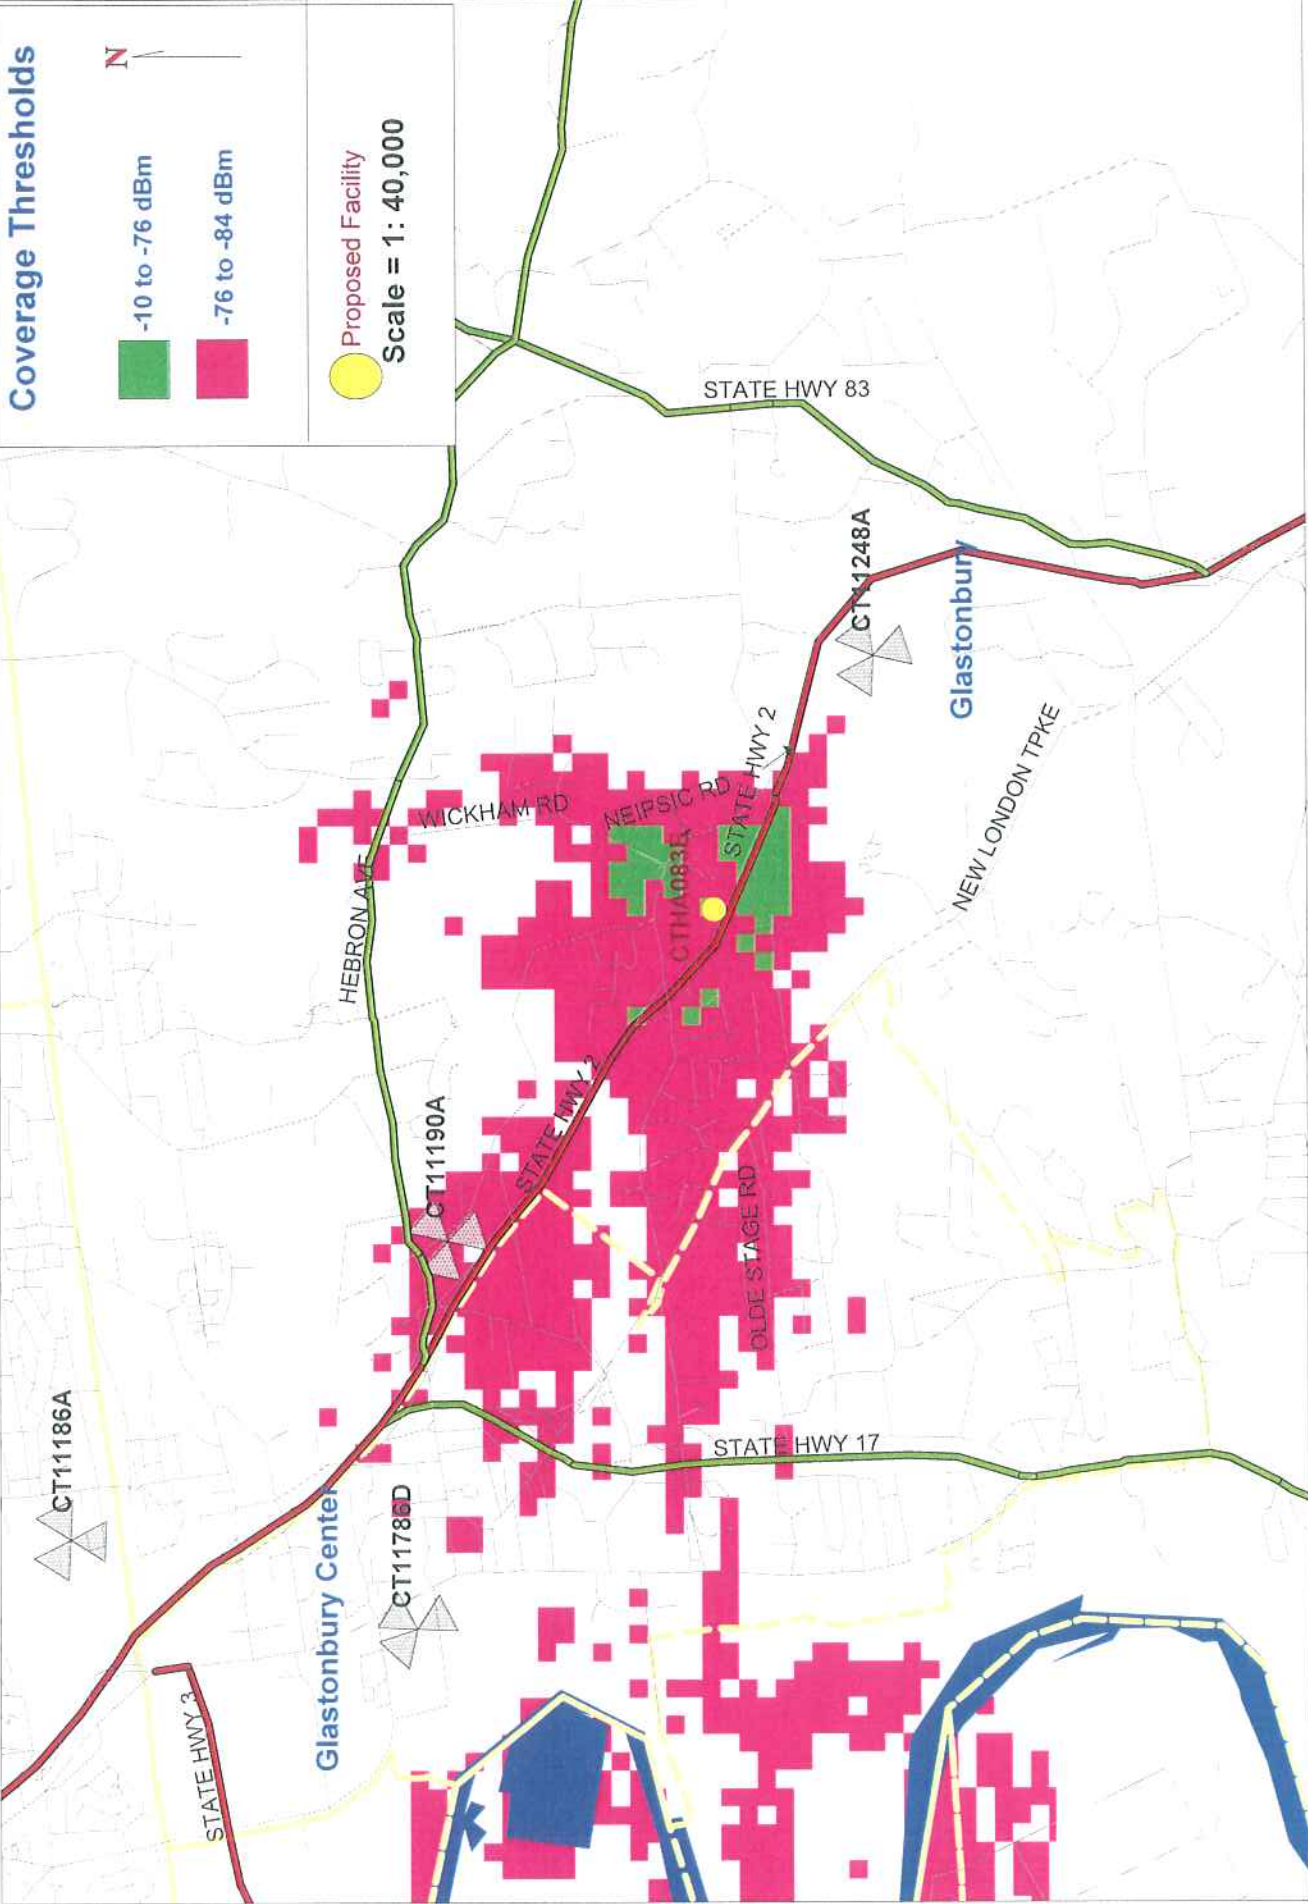 Coverage Thresholds
N
-10 to -76 dBm
-76 to -84 dBm
Proposed Facility
Scale = 1: 40,000
STATE HWY 83
CT11248A
Glastonbury
STATE HWY 2
NEW LONDON TPKE
WICKHAM RD
NEIPSIC RD
HEBRON AVE
STATE HWY 2
CT11190A
OLDE STAGE RD
CT11186A
STATE HWY 17
Glastonbury Center
CT11786D
STATE HWY 3